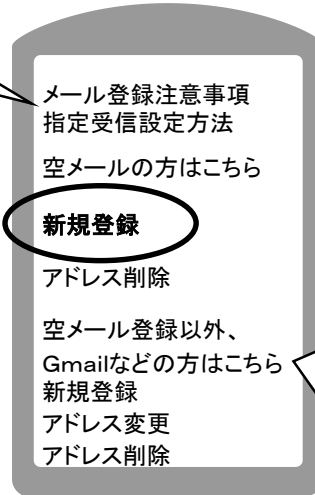 メール登録注意事項
指定受信設定方法
空メールの方はこちら
新規登録
アドレス削除
空メール登録以外、
Gmailなどの方はこちら
新規登録
アドレス変更
アドレス削除